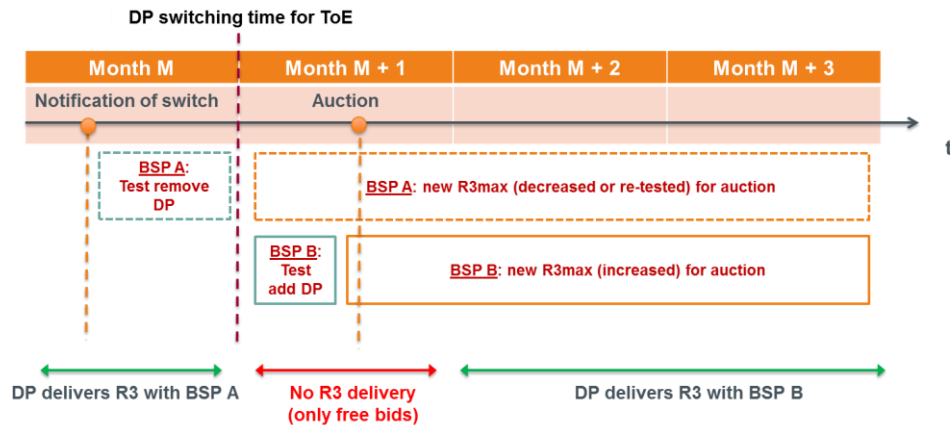 DP switching time for ToE
Month M
Month M + 1
Month M + 2
Month M + 3
Notification of switch
Auction
t
BSP A:
Test remove
DP
BSP A: new R3max (decreased or re-tested) for auction
BSP B:
Test
add DP
BSP B: new R3max (increased) for auction
DP delivers R3 with BSP A
No R3 delivery
(only free bids)
DP delivers R3 with BSP B